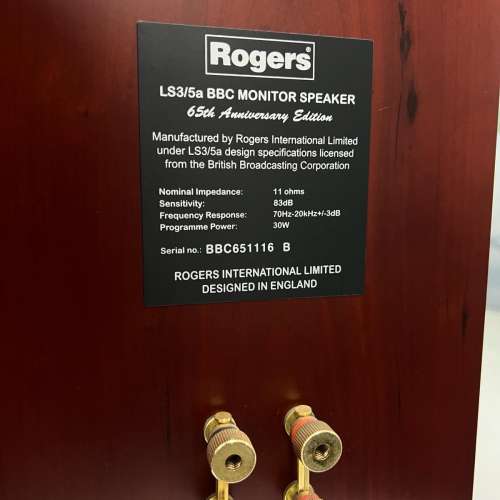 Rogers®
LS3/5a BBC MONITOR SPEAKER
65th Anniversary Edition
Manufactured by Rogers International Limited
under LS3/5a design specifications licensed
from the British Broadcasting Corporation
Nominal Impedance: 11 ohms
Sensitivity: 83dB
Frequency Response: 70Hz-20kHz+/-3dB
Programme Power: 30W
Serial no.: BBC651116 B
ROGERS INTERNATIONAL LIMITED
DESIGNED IN ENGLAND